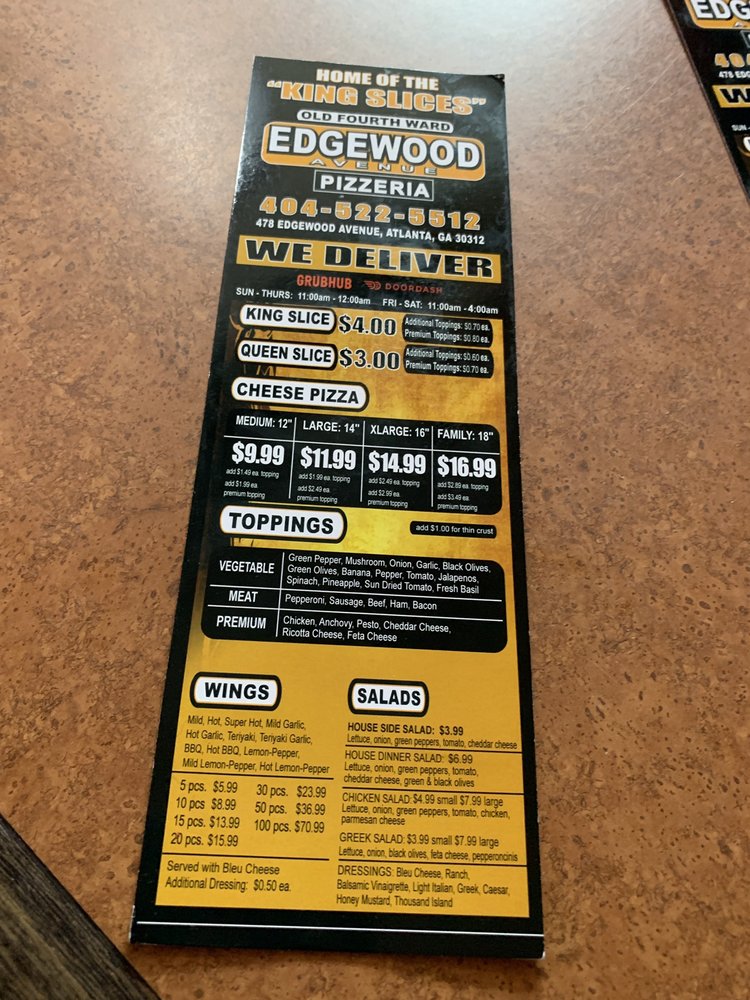 HOME OF THE
"KING SLICES"
OLD FOURTH WARD
EDGEWOOD
AVENUE
PIZZERIA
404-522-5512
478 EDGEWOOD AVENUE, ATLANTA, GA 30312
WE DELIVER
GRUBHUB DOORDASH
SUN - THURS: 11:00am - 12:00am FRI - SAT: 11:00am - 4:00am
KING SLICE $4.00 Additional Toppings: $0.70 ea.
Premium Toppings: $0.80 ea.
QUEEN SLICE $3.00 Additional Toppings: $0.60 ea.
Premium Toppings: $0.70 ea.
CHEESE PIZZA
MEDIUM: 12" LARGE: 14" XLARGE: 16" FAMILY: 18"
$9.99 $11.99 $14.99 $16.99
add $1.49 ea. topping add $1.99 ea. topping add $2.49 ea. topping add $2.89 ea. topping
add $1.99 ea. add $2.49 ea. add $2.99 ea. add $3.49 ea.
premium topping premium topping premium topping premium topping
TOPPINGS
add $1.00 for thin crust
VEGETABLE Green Pepper, Mushroom, Onion, Garlic, Black Olives,
Green Olives, Banana, Pepper, Tomato, Jalapenos,
Spinach, Pineapple, Sun Dried Tomato, Fresh Basil
MEAT Pepperoni, Sausage, Beef, Ham, Bacon
PREMIUM Chicken, Anchovy, Pesto, Cheddar Cheese,
Ricotta Cheese, Feta Cheese
WINGS
Mild, Hot, Super Hot, Mild Garlic,
Hot Garlic, Teriyaki, Teriyaki Garlic,
BBQ, Hot BBQ, Lemon-Pepper,
Mild Lemon-Pepper, Hot Lemon-Pepper
5 pcs. $5.99 30 pcs. $23.99
10 pcs $8.99 50 pcs. $36.99
15 pcs. $13.99 100 pcs. $70.99
20 pcs. $15.99
Served with Bleu Cheese
Additional Dressing: $0.50 ea.
SALADS
HOUSE SIDE SALAD: $3.99
Lettuce, onion, green peppers, tomato, cheddar cheese
HOUSE DINNER SALAD: $6.99
Lettuce, onion, green peppers, tomato,
cheddar cheese, green & black olives
CHICKEN SALAD:$4.99 small $7.99 large
Lettuce, onion, green peppers, tomato, chicken,
parmesan cheese
GREEK SALAD: $3.99 small $7.99 large
Lettuce, onion, black olives, feta cheese, pepperoncinis
DRESSINGS: Bleu Cheese, Ranch,
Balsamic Vinaigrette, Light Italian, Greek, Caesar,
Honey Mustard, Thousand Island
EDG
40
478 EDG
W
SUN -